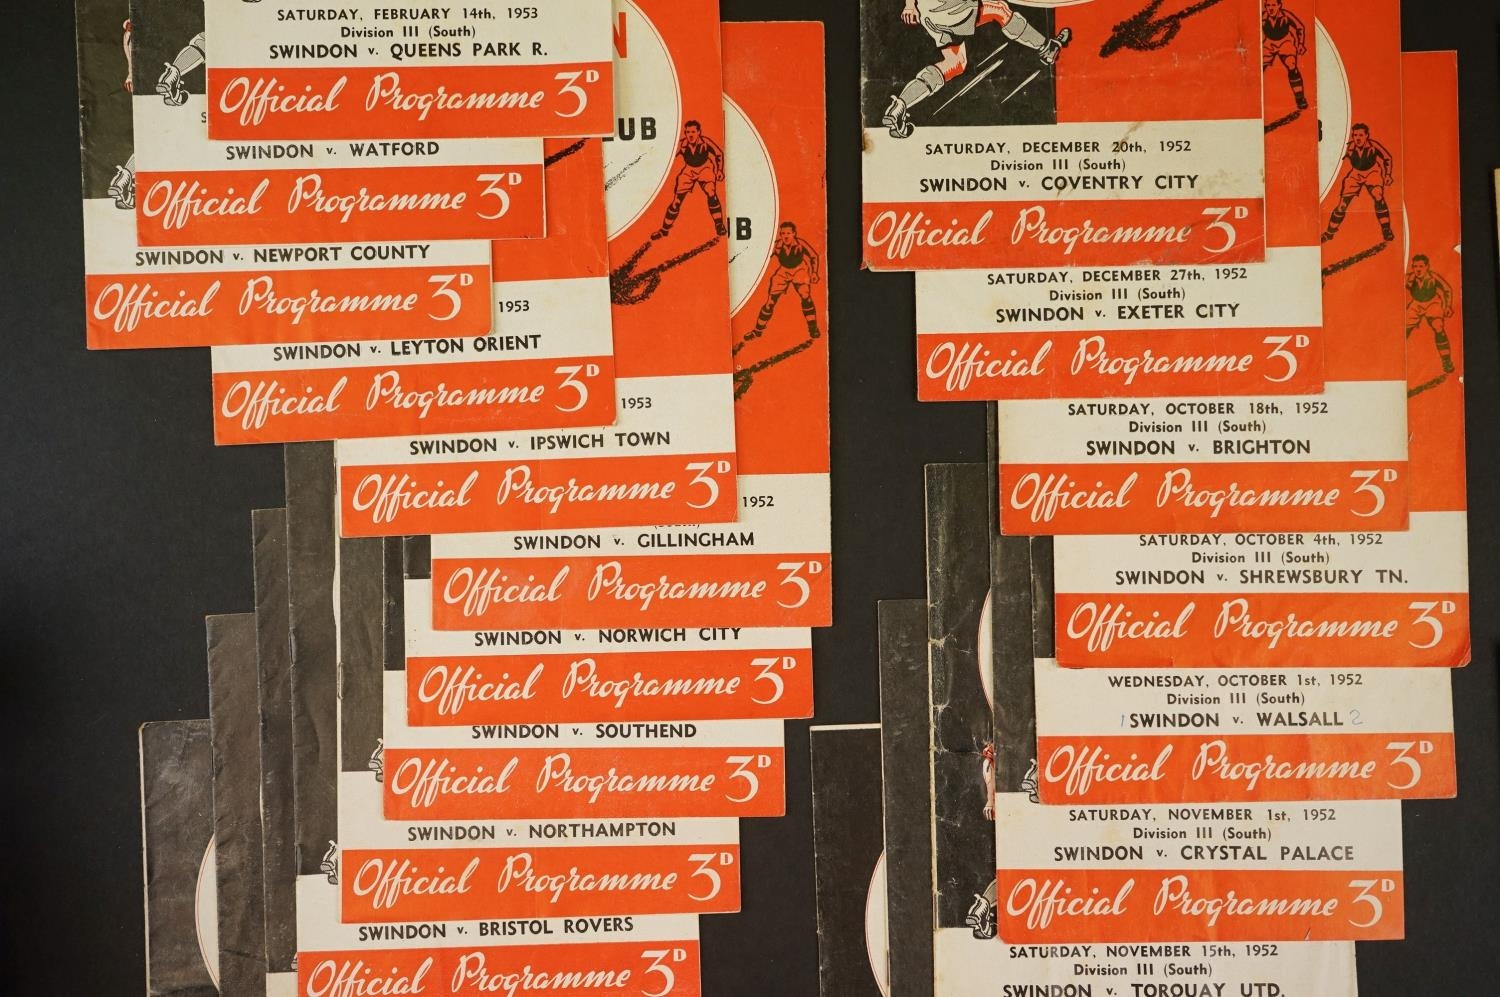 SATURDAY, FEBRUARY 14th, 1953
Division III (South)
SWINDON v. QUEENS PARK R.
Official Programme 3D
SWINDON v. WATFORD
Official Programme 3D
SWINDON v. NEWPORT COUNTY
Official Programme 3D
1953
SWINDON v. LEYTON ORIENT
Official Programme 3D
1953
SWINDON v. IPSWICH TOWN
Official Programme 3D
1952
SWINDON v. GILLINGHAM
Official Programme 3D
SWINDON v. NORWICH CITY
Official Programme 3D
SWINDON v. SOUTHEND
Official Programme 3D
SWINDON v. NORTHAMPTON
Official Programme 3D
SWINDON v. BRISTOL ROVERS
Official Programme 3D
N
UB
UB
SATURDAY, DECEMBER 20th, 1952
Division III (South)
SWINDON v. COVENTRY CITY
Official Programme 3D
SATURDAY, DECEMBER 27th, 1952
Division III (South)
SWINDON v. EXETER CITY
Official Programme 3D
SATURDAY, OCTOBER 18th, 1952
Division III (South)
SWINDON v. BRIGHTON
Official Programme 3D
SATURDAY, OCTOBER 4th, 1952
Division III (South)
SWINDON v. SHREWSBURY TN.
Official Programme 3D
WEDNESDAY, OCTOBER 1st, 1952
Division III (South)
1 SWINDON v. WALSALL 2
Official Programme 3D
SATURDAY, NOVEMBER 1st, 1952
Division III (South)
SWINDON v. CRYSTAL PALACE
Official Programme 3D
SATURDAY, NOVEMBER 15th, 1952
Division III (South)
SWINDON v. TORQUAY UTD.